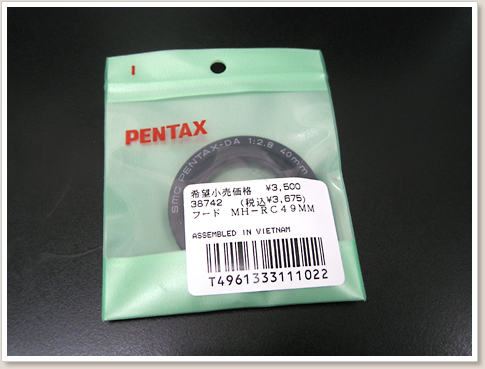 I
PENTAX
SMC PENTAX-DA 1:2.8 40mm
希望小売価格 ¥3,500
38742 (税込¥3,675)
フード MH-RC49MM
ASSEMBLED IN VIETNAM
T4961333111022